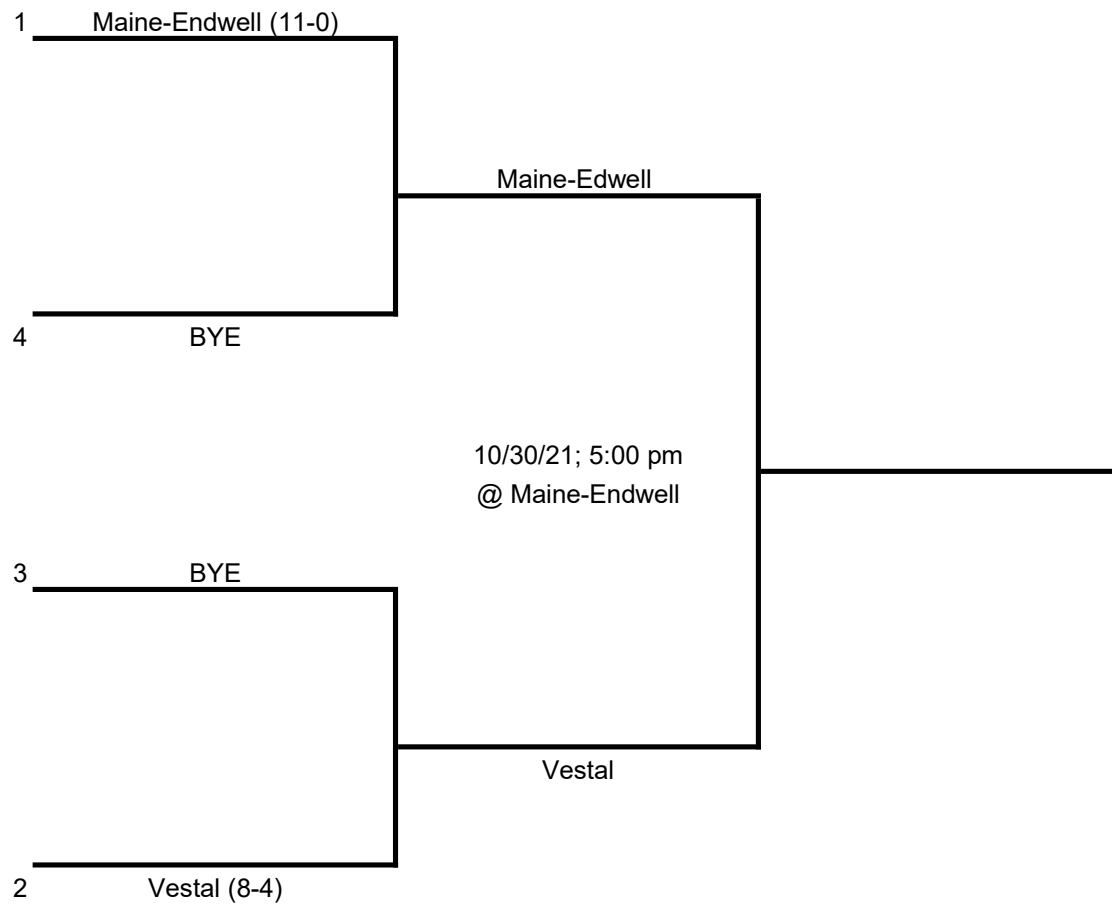 1 Maine-Endwell (11-0)
Maine-Edwell
4 BYE
10/30/21; 5:00 pm
@ Maine-Endwell
3 BYE
Vestal
2 Vestal (8-4)